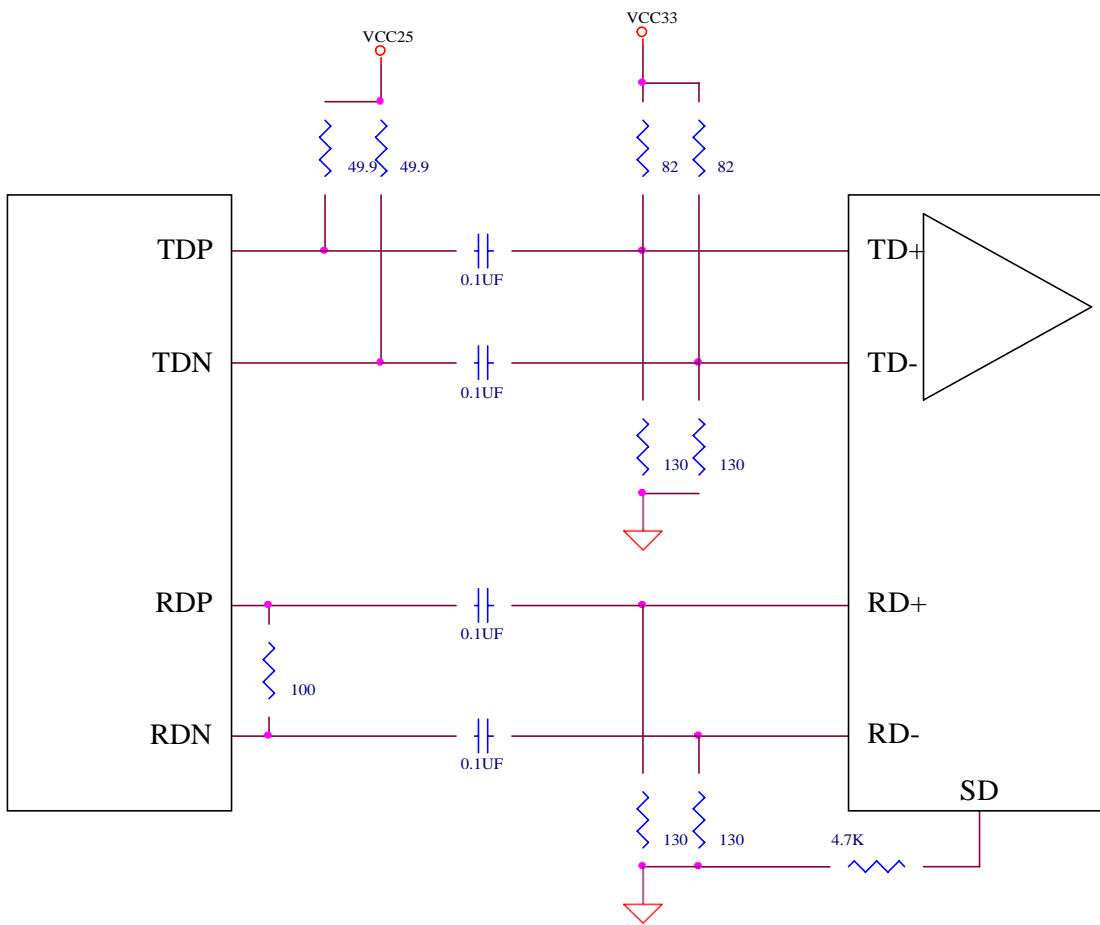 VCC33
VCC25
49.9 49.9 82 82
TDP TD+
0.1UF
TDN TD-
0.1UF
130 130
RDP RD+
0.1UF
100
RDN RD-
0.1UF
SD
130 130 4.7K